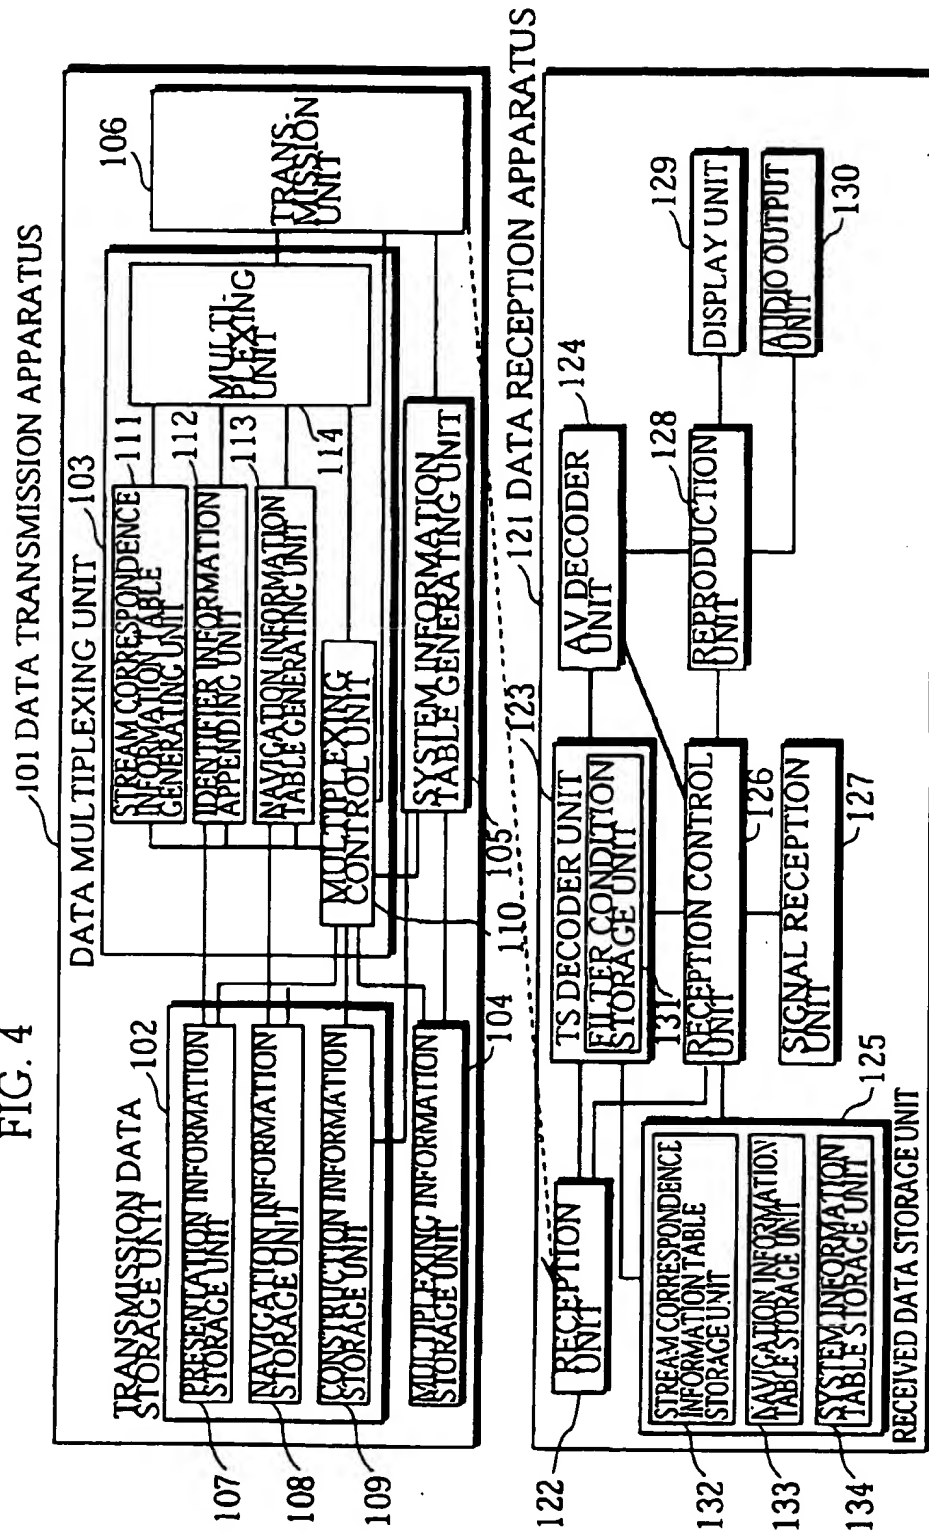 FIG. 4
101 DATA TRANSMISSION APPARATUS
TRANSMISSION DATA
STORAGE UNIT
102
PRESENTATION INFORMATION
STORAGE UNIT
107
NAVIGATION INFORMATION
STORAGE UNIT
108
CONSTRUCTION INFORMATION
STORAGE UNIT
109
MULTIPLEXING INFORMATION
STORAGE UNIT
104
DATA MULTIPLEXING UNIT
103
STREAM CORRESPONDENCE
INFORMATION TABLE
GENERATING UNIT
111
IDENTIFIER INFORMATION
APPENDING UNIT
112
NAVIGATION INFORMATION
TABLE GENERATING UNIT
113
MULTIPLEXING
CONTROL UNIT
110
MULTI-
PLEXING
UNIT
114
SYSTEM INFORMATION
TABLE GENERATING UNIT
105
TRANS-
MISSION
UNIT
106
121 DATA RECEPTION APPARATUS
RECEPTION
UNIT
122
TS DECODER UNIT
123
FILTER CONDITION
STORAGE UNIT
131
AV DECODER
UNIT
124
RECEPTION CONTROL
UNIT
126
SIGNAL RECEPTION
UNIT
127
REPRODUCTION
UNIT
128
DISPLAY UNIT
129
AUDIO OUTPUT
UNIT
130
STREAM CORRESPONDENCE
INFORMATION TABLE
STORAGE UNIT
132
NAVIGATION INFORMATION
TABLE STORAGE UNIT
133
SYSTEM INFORMATION
TABLE STORAGE UNIT
134
125
RECEIVED DATA STORAGE UNIT